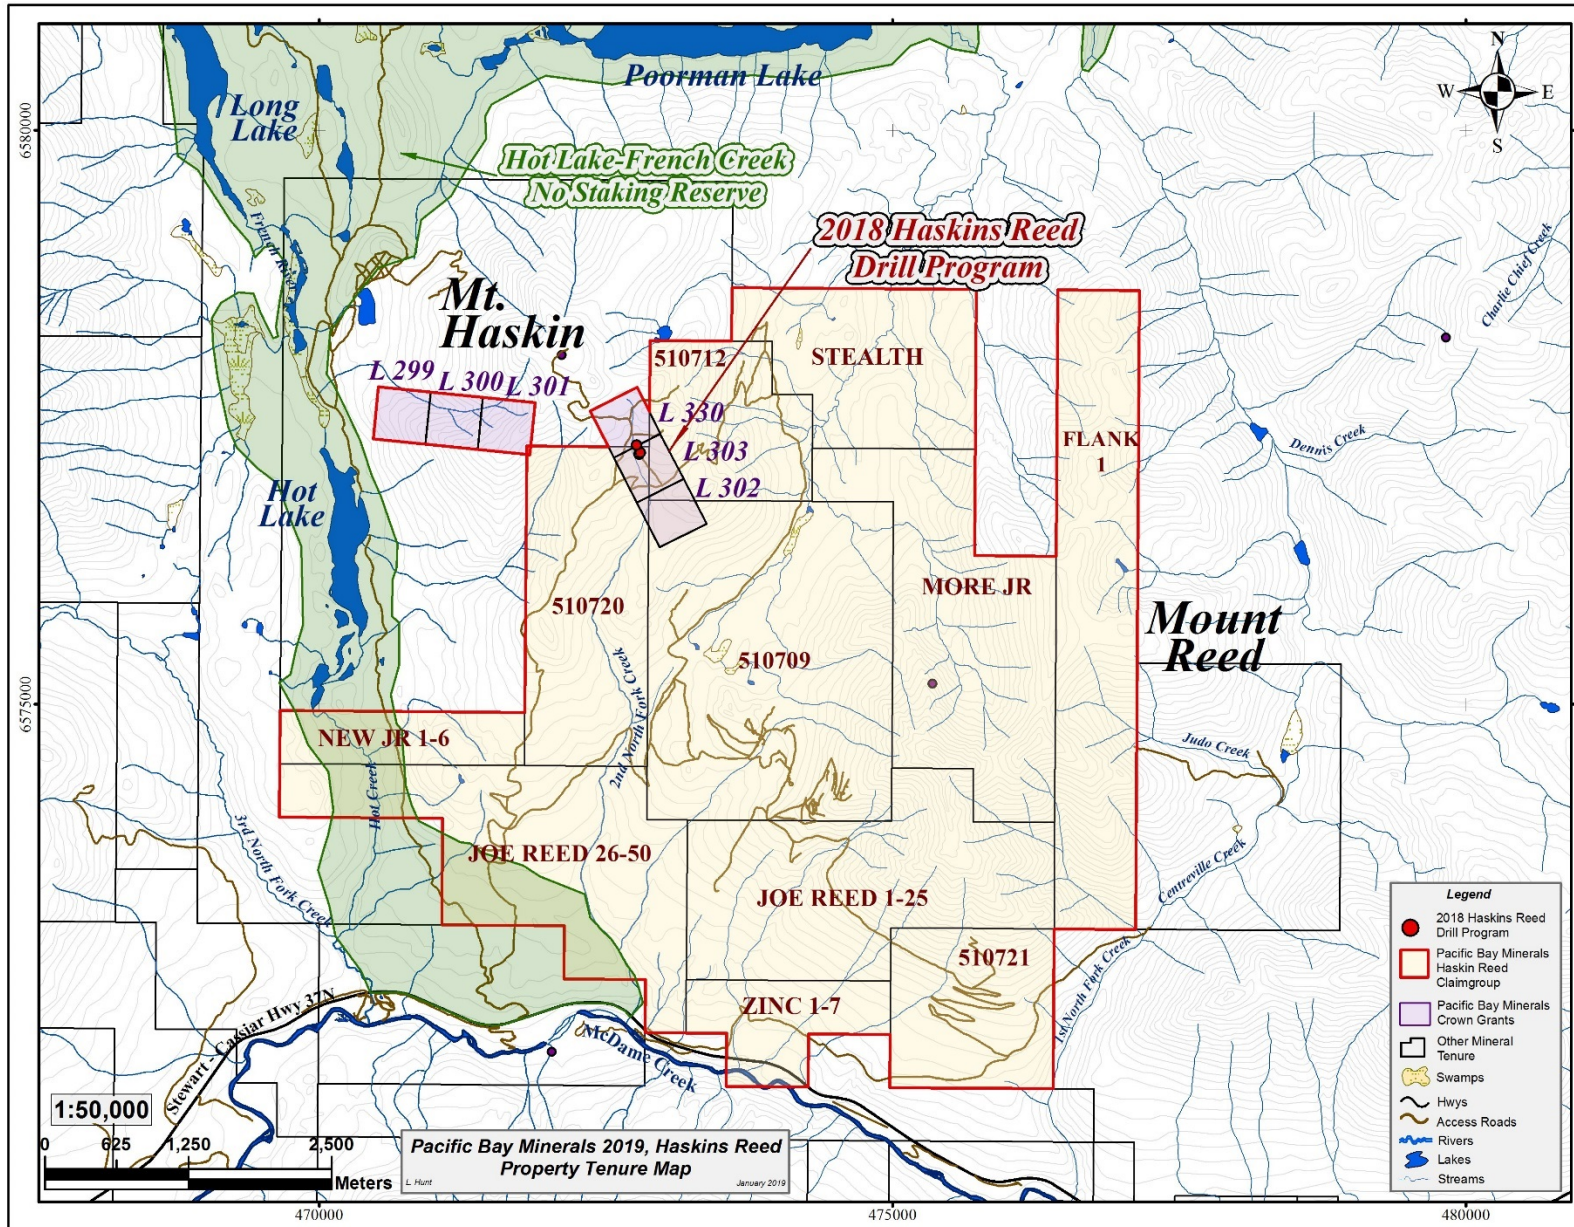 Poorman Lake
Long
Lake
N
W
E
S
6580000
Hot Lake-French Creek
No Staking Reserve
2018 Haskins Reed
Drill Program
French River
Charlie Chief Creek
Mt.
Haskin
510712
STEALTH
L 299
L 300
L 301
L 330
FLANK
1
Dennis Creek
L 303
L 302
Hot
Lake
MORE JR
510720
Mount
Reed
510709
2nd North Fork Creek
6575000
NEW JR 1-6
Judo Creek
Hot Creek
3rd North Fork Creek
JOE REED 26-50
Centreville Creek
JOE REED 1-25
510721
1st North Fork Creek
ZINC 1-7
Stewart - Cassiar Hwy 37N
McDame Creek
Legend
2018 Haskins Reed
Drill Program
Pacific Bay Minerals
Haskin Reed
Claimgroup
Pacific Bay Minerals
Crown Grants
Other Mineral
Tenure
Swamps
Hwys
Access Roads
Rivers
Lakes
Streams
1:50,000
0 625 1,250 2,500
Meters
Pacific Bay Minerals 2019, Haskins Reed
Property Tenure Map
L. Hunt
January 2019
470000
475000
480000